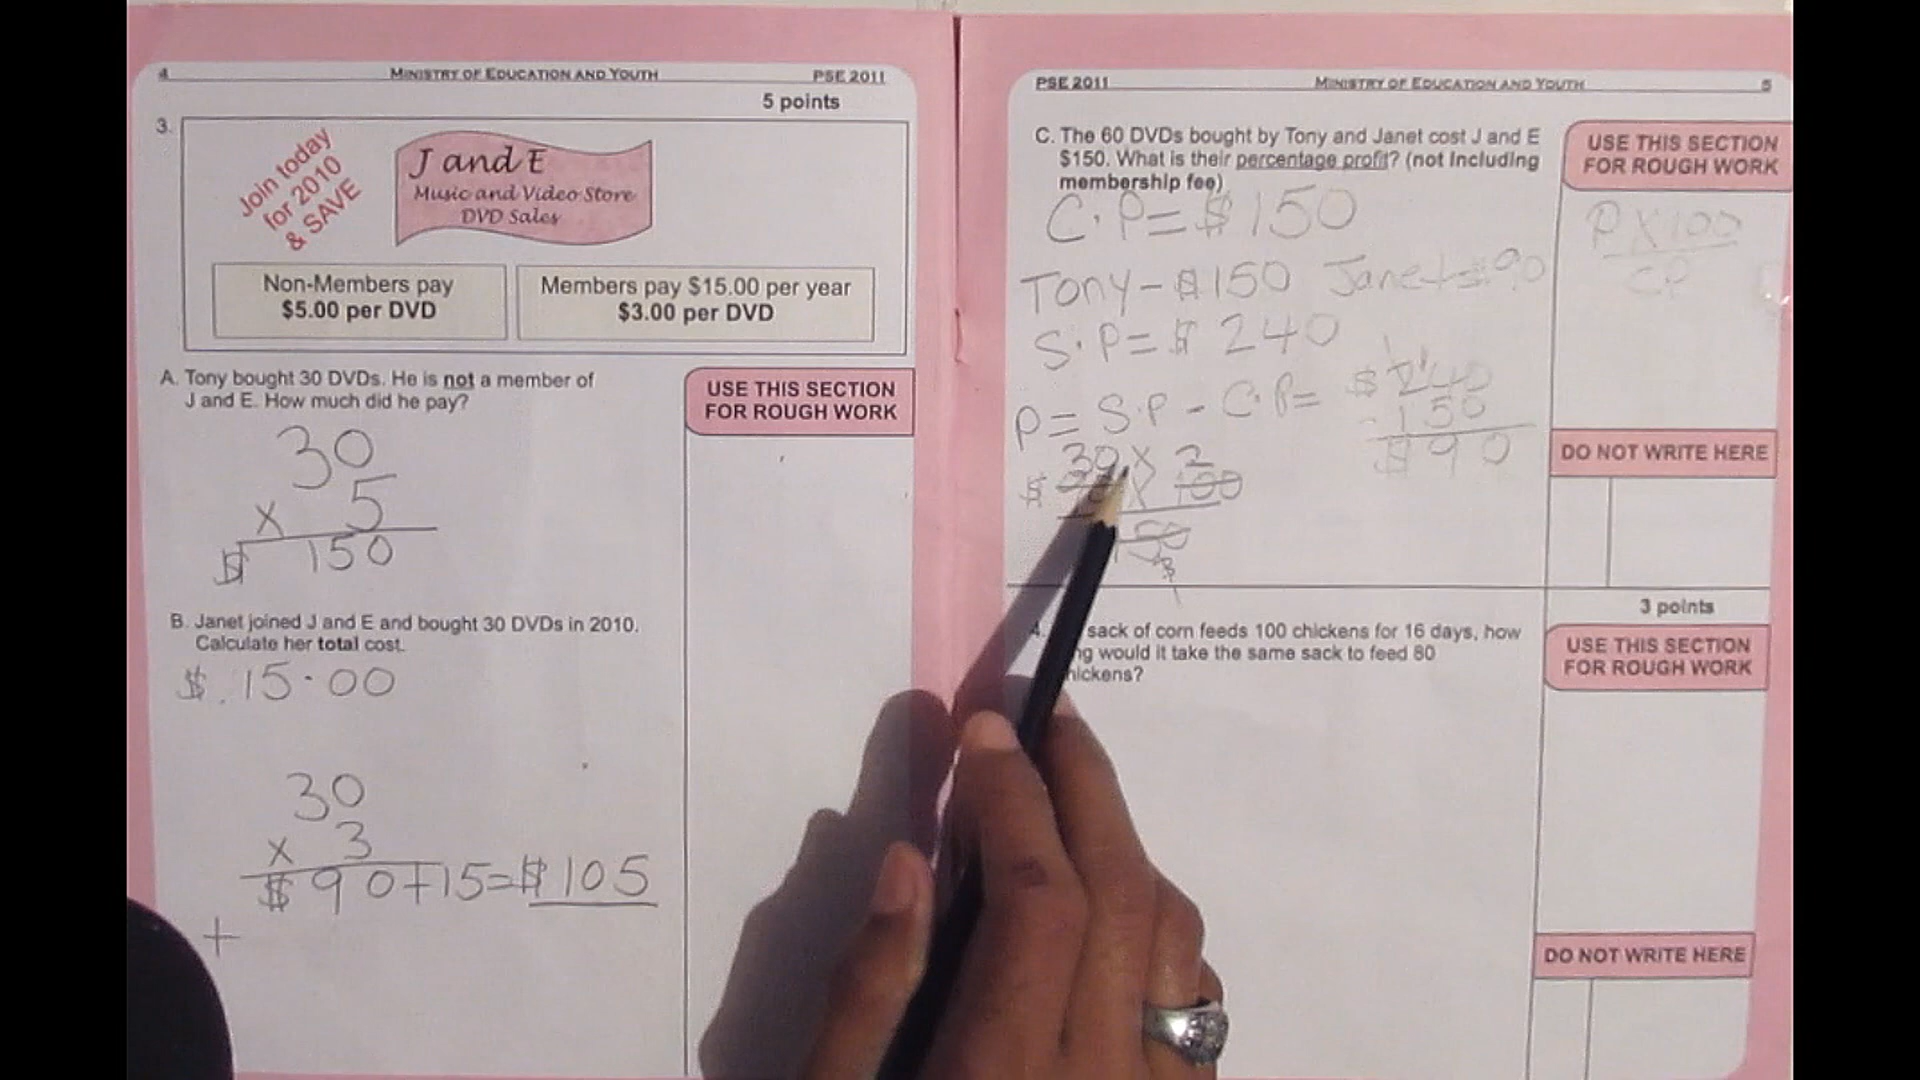 4 MINISTRY OF EDUCATION AND YOUTH PSE 2011
5 points
3.
Join today
for 2010
& SAVE
J and E
Music and Video Store
DVD Sales
Non-Members pay
$5.00 per DVD
Members pay $15.00 per year
$3.00 per DVD
A. Tony bought 30 DVDs. He is not a member of
J and E. How much did he pay?
USE THIS SECTION
FOR ROUGH WORK
30
x 5
$ 150
B. Janet joined J and E and bought 30 DVDs in 2010.
Calculate her total cost.
$ 15.00
30
x 3
$ 90+15=$105
+
PSE 2011 MINISTRY OF EDUCATION AND YOUTH 5
C. The 60 DVDs bought by Tony and Janet cost J and E
$150. What is their percentage profit? (not including
membership fee)
USE THIS SECTION
FOR ROUGH WORK
P x 100
CP
C.P=$150
Tony-$150 Janet=$90
S.P=$ 240
P= S.P - C.P= $ 240
- 150
$ 90
30 x 2
$ 90 x 100
150
DO NOT WRITE HERE
3 points
sack of corn feeds 100 chickens for 16 days, how
would it take the same sack to feed 80
USE THIS SECTION
FOR ROUGH WORK
DO NOT WRITE HERE